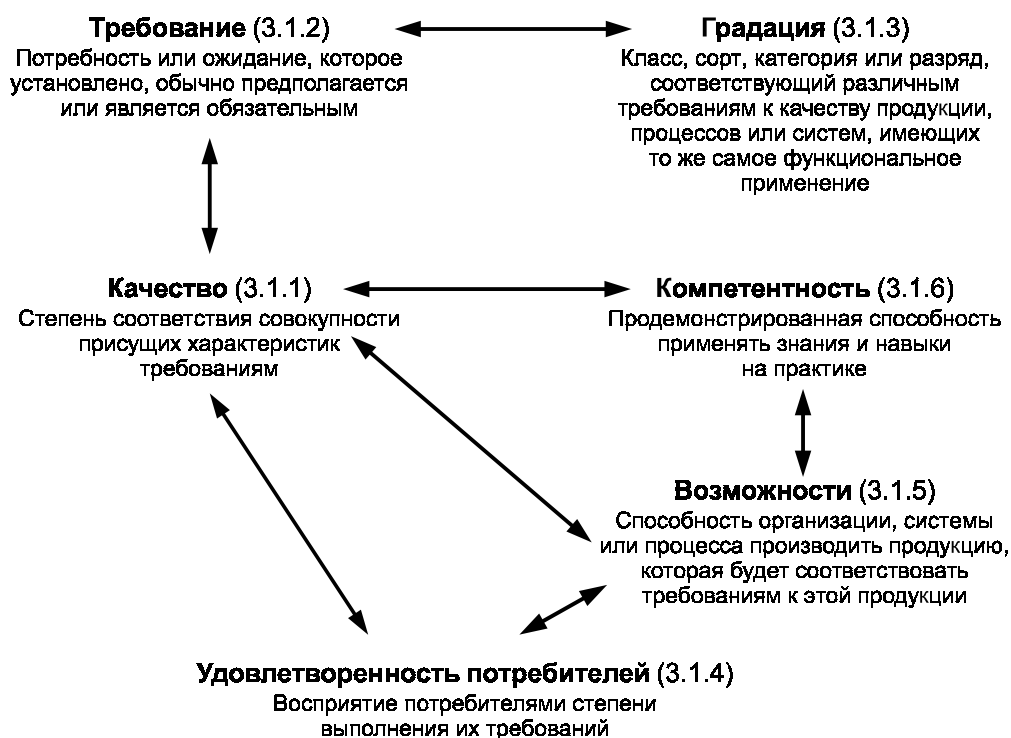 Требование (3.1.2)
Потребность или ожидание, которое
установлено, обычно предполагается
или является обязательным
Градация (3.1.3)
Класс, сорт, категория или разряд,
соответствующий различным
требованиям к качеству продукции,
процессов или систем, имеющих
то же самое функциональное
применение
Качество (3.1.1)
Степень соответствия совокупности
присущих характеристик
требованиям
Компетентность (3.1.6)
Продемонстрированная способность
применять знания и навыки
на практике
Возможности (3.1.5)
Способность организации, системы
или процесса производить продукцию,
которая будет соответствовать
требованиям к этой продукции
Удовлетворенность потребителей (3.1.4)
Восприятие потребителями степени
выполнения их требований